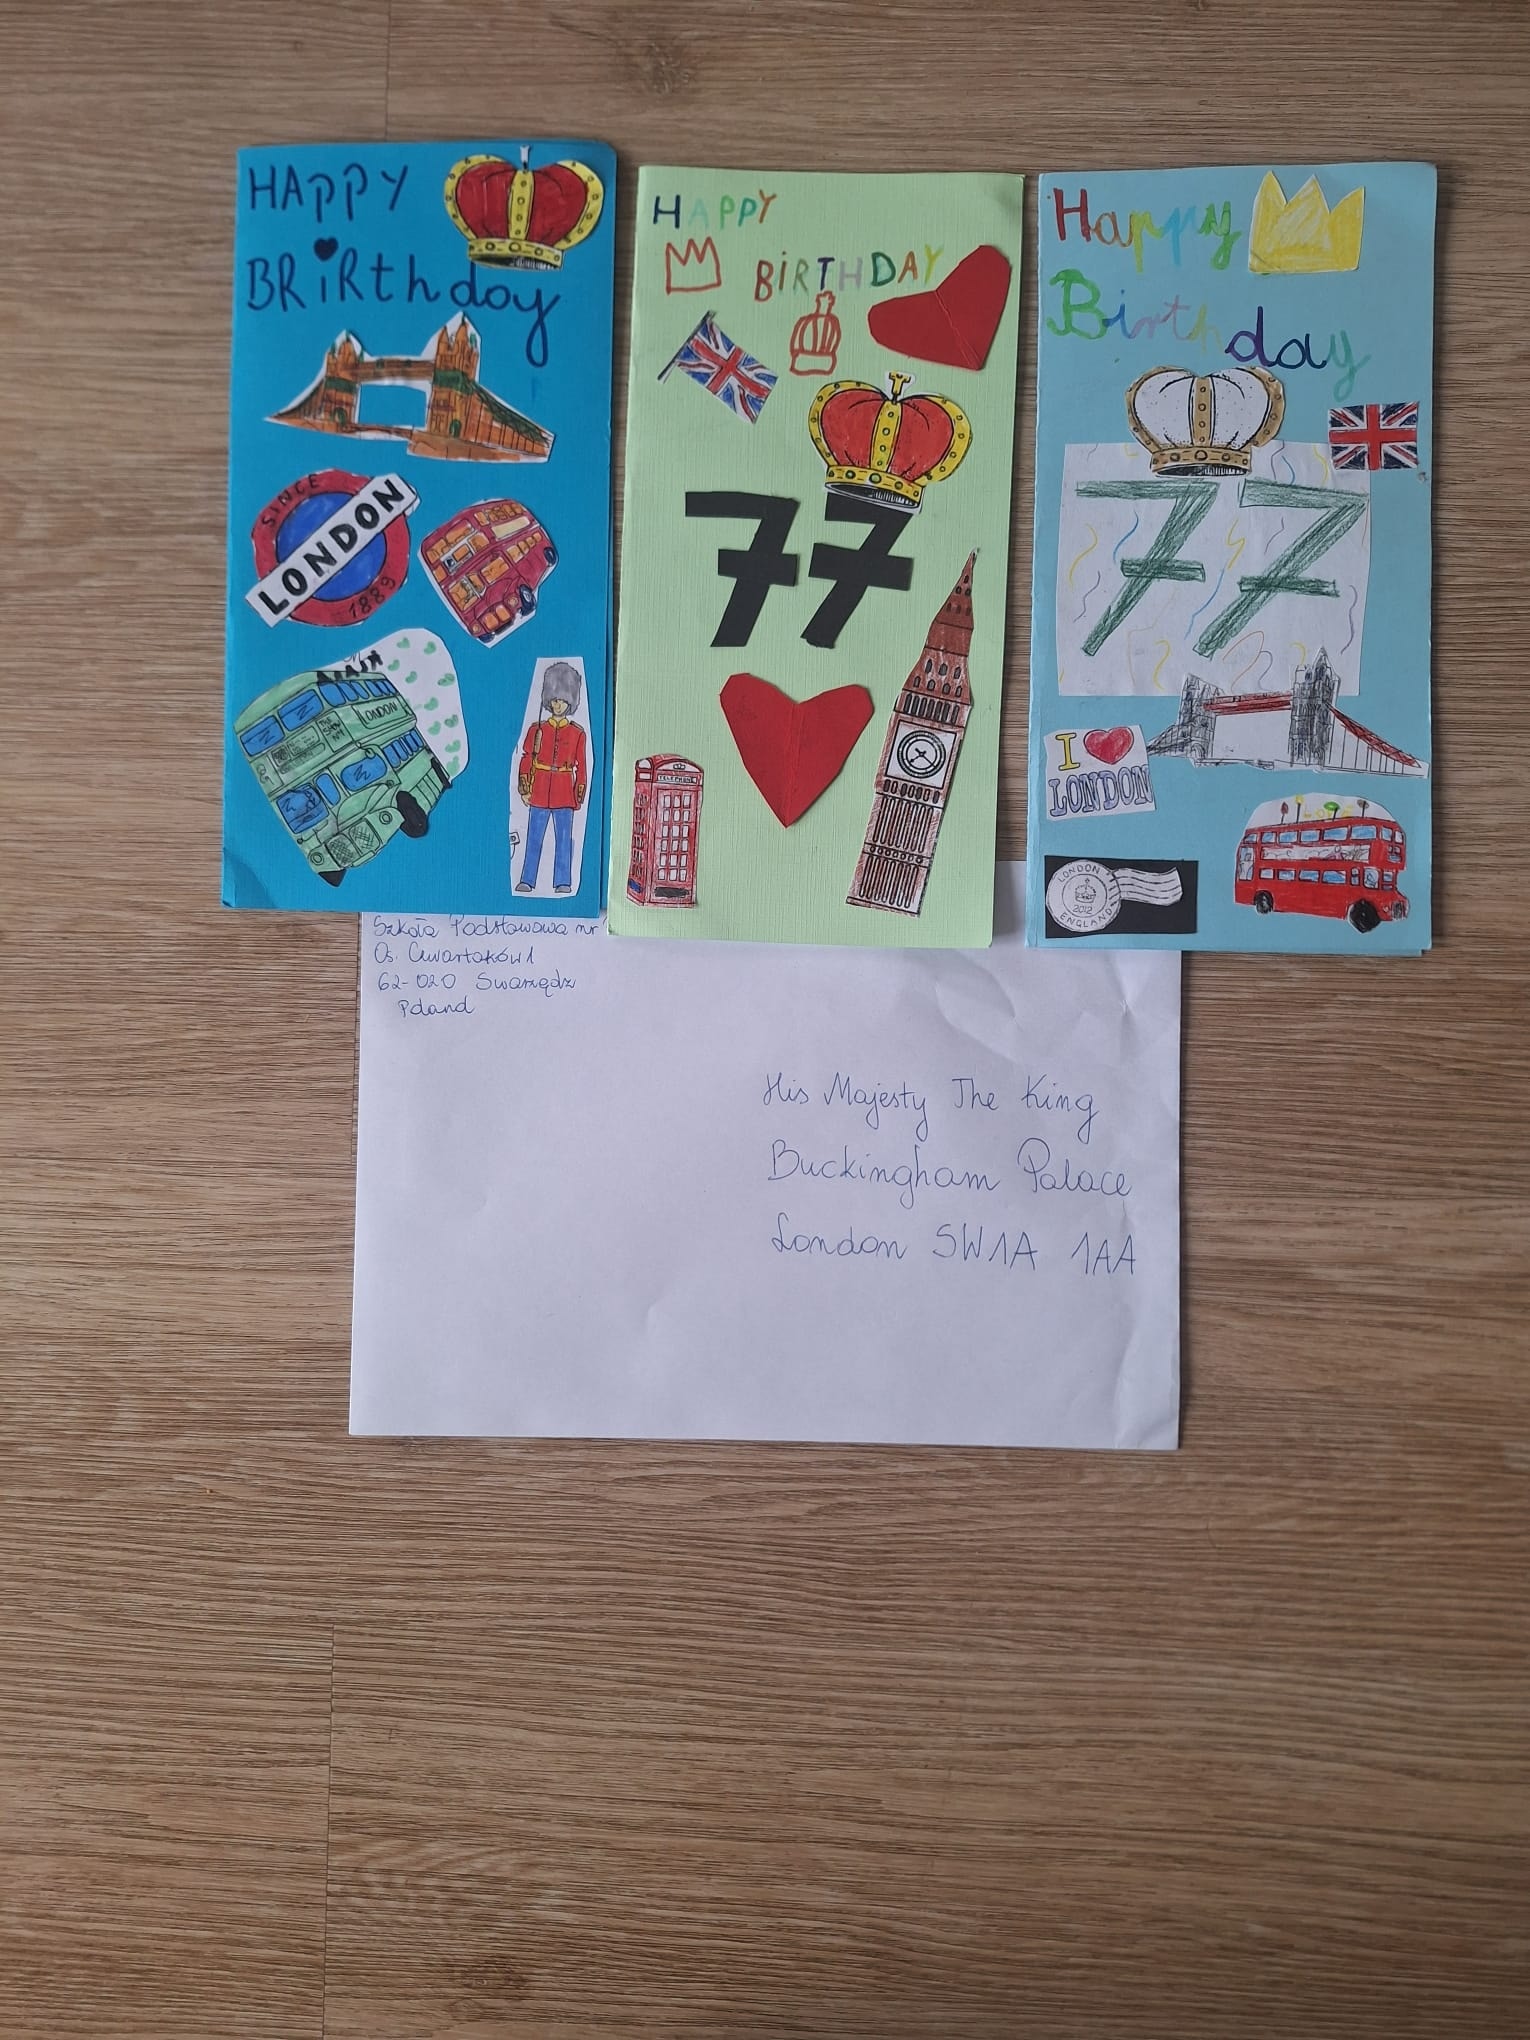 HAPPY
BRiRthday
SINCE
LONDON
1889
LONDON
HAPPY
BiRTHDAY
77
TELEPHONE
Happy
Birthday
77
I
LONDON
LONDON
2012
ENGLAND
Szkoła Podstawowa nr
Os. Czwartaków 1
62-020 Swarzędz
Poland
His Majesty The King
Buckingham Palace
London SW1A 1AA